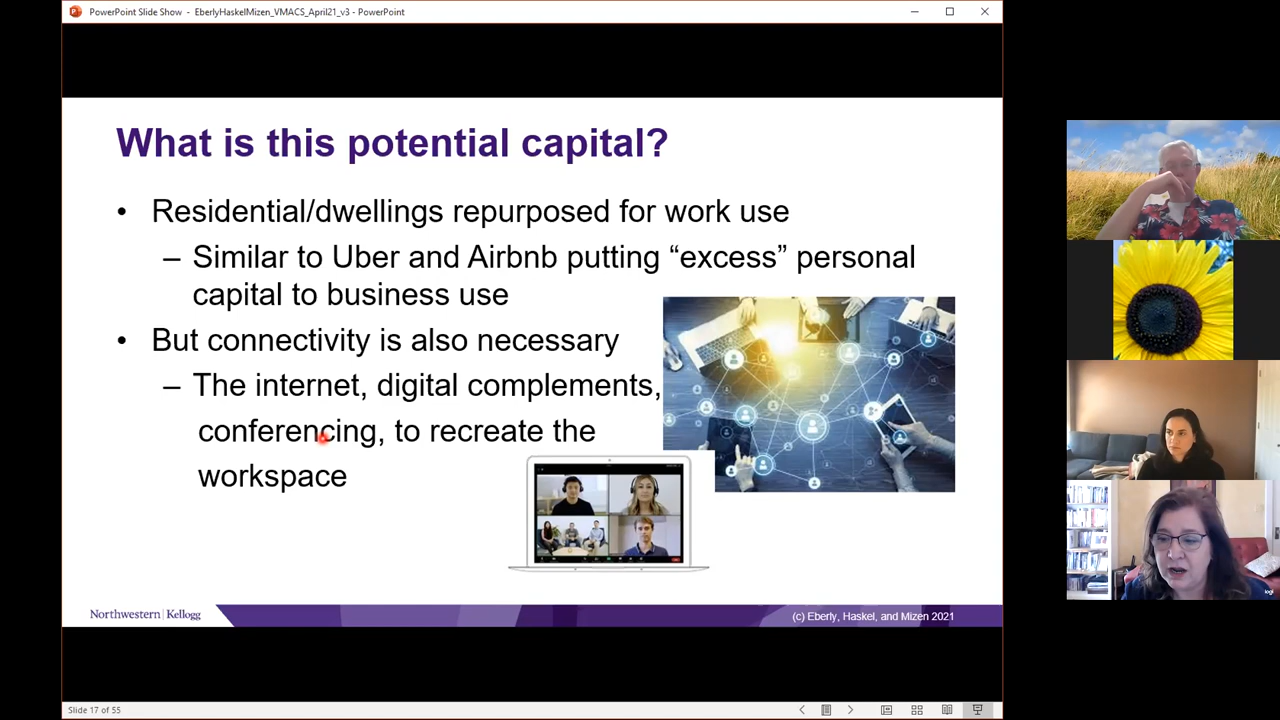 PowerPoint Slide Show - EberlyHaskelMizen_VMACS_April21_v3 - PowerPoint
What is this potential capital?
• Residential/dwellings repurposed for work use
– Similar to Uber and Airbnb putting “excess” personal
capital to business use
• But connectivity is also necessary
– The internet, digital complements,
conferencing, to recreate the
workspace
Northwestern | Kellogg
(c) Eberly, Haskel, and Mizen 2021
Slide 17 of 55
logi